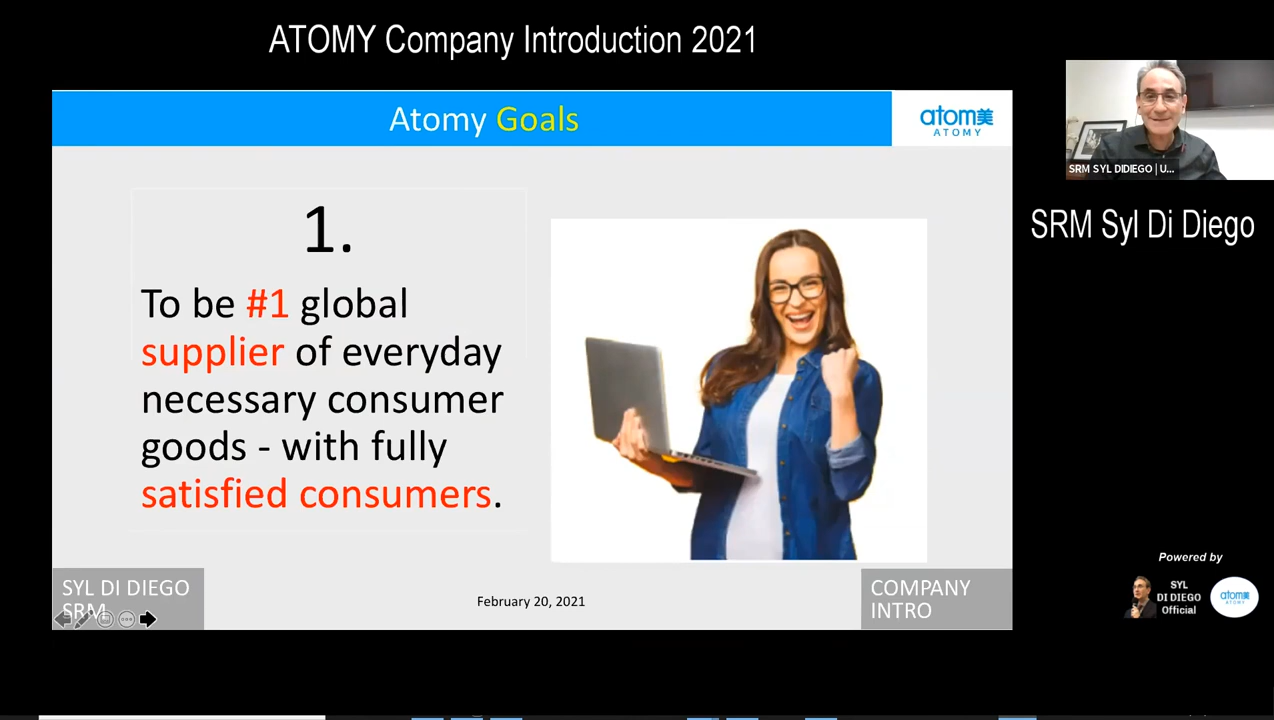 ATOMY Company Introduction 2021
Atomy Goals
atom美
ATOMY
SRM SYL DIDIEGO | U...
SRM Syl Di Diego
1.
To be #1 global
supplier of everyday
necessary consumer
goods - with fully
satisfied consumers.
SYL DI DIEGO
SRM
February 20, 2021
COMPANY
INTRO
Powered by
SYL
DI DIEGO
Official
atom美
ATOMY